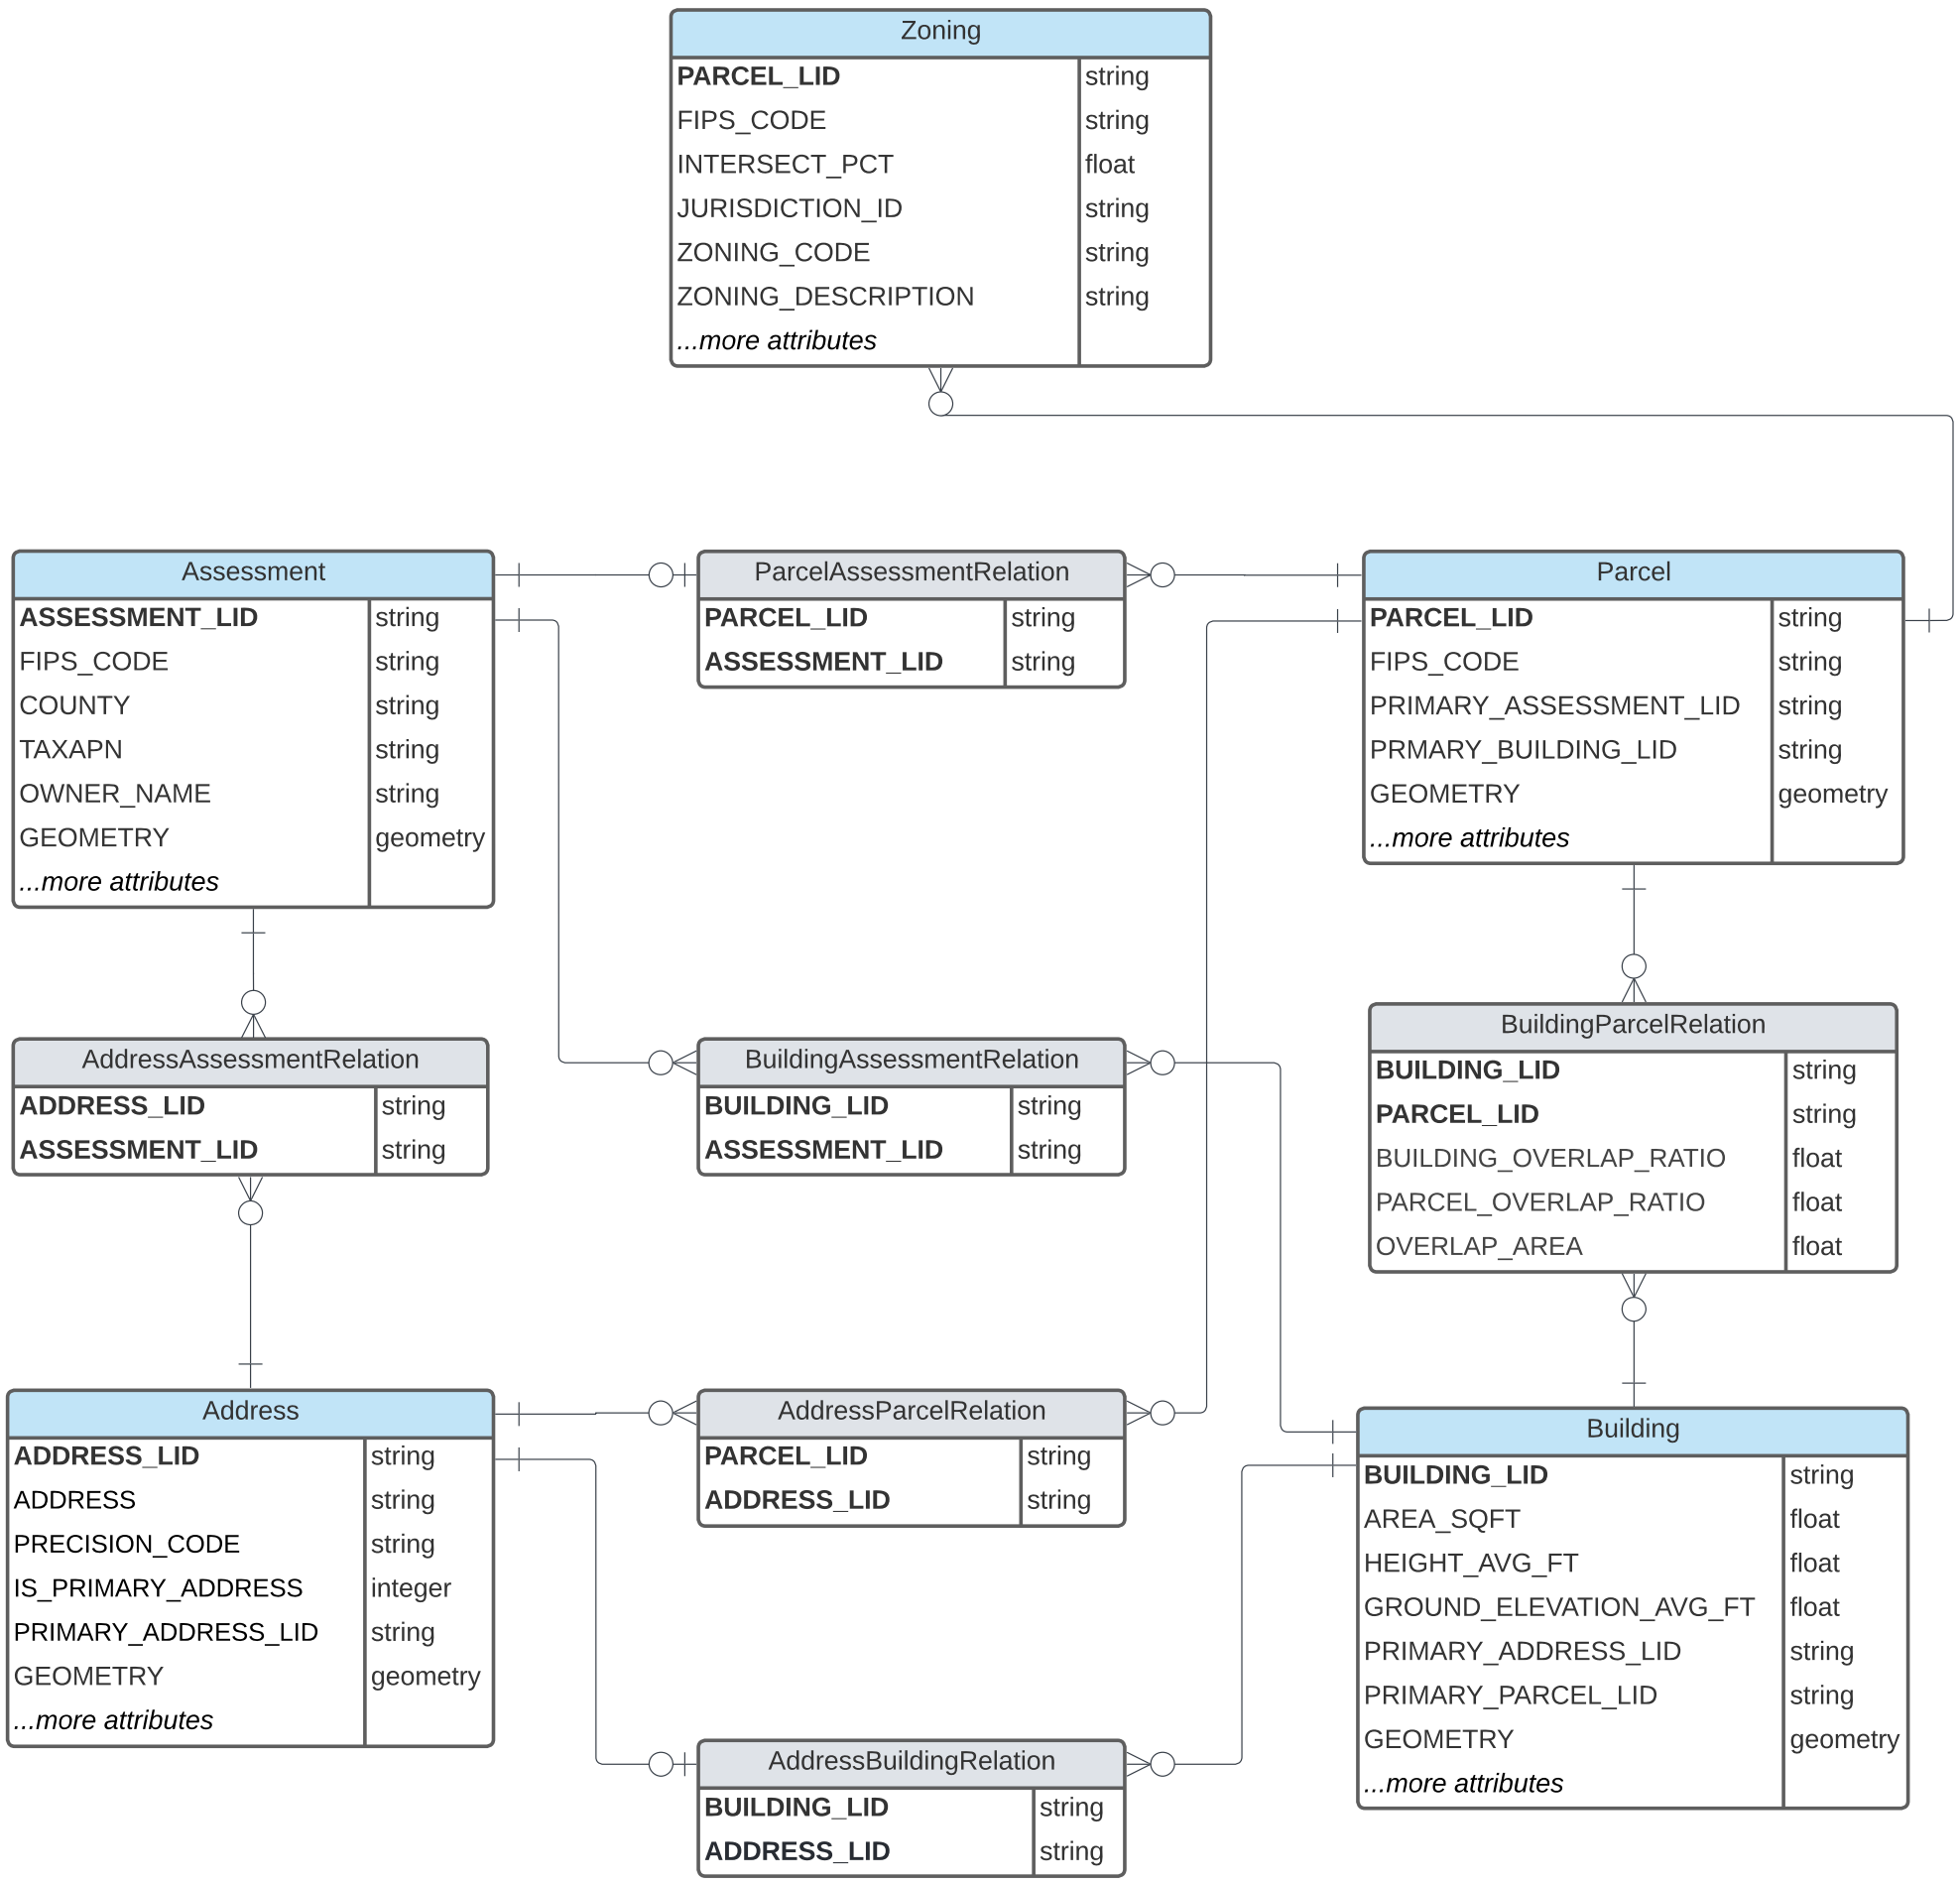 Zoning
PARCEL_LID string
FIPS_CODE string
INTERSECT_PCT float
JURISDICTION_ID string
ZONING_CODE string
ZONING_DESCRIPTION string
...more attributes
Assessment
ASSESSMENT_LID string
FIPS_CODE string
COUNTY string
TAXAPN string
OWNER_NAME string
GEOMETRY geometry
...more attributes
ParcelAssessmentRelation
PARCEL_LID string
ASSESSMENT_LID string
Parcel
PARCEL_LID string
FIPS_CODE string
PRIMARY_ASSESSMENT_LID string
PRMARY_BUILDING_LID string
GEOMETRY geometry
...more attributes
AddressAssessmentRelation
ADDRESS_LID string
ASSESSMENT_LID string
BuildingAssessmentRelation
BUILDING_LID string
ASSESSMENT_LID string
BuildingParcelRelation
BUILDING_LID string
PARCEL_LID string
BUILDING_OVERLAP_RATIO float
PARCEL_OVERLAP_RATIO float
OVERLAP_AREA float
Address
ADDRESS_LID string
ADDRESS string
PRECISION_CODE string
IS_PRIMARY_ADDRESS integer
PRIMARY_ADDRESS_LID string
GEOMETRY geometry
...more attributes
AddressParcelRelation
PARCEL_LID string
ADDRESS_LID string
Building
BUILDING_LID string
AREA_SQFT float
HEIGHT_AVG_FT float
GROUND_ELEVATION_AVG_FT float
PRIMARY_ADDRESS_LID string
PRIMARY_PARCEL_LID string
GEOMETRY geometry
...more attributes
AddressBuildingRelation
BUILDING_LID string
ADDRESS_LID string